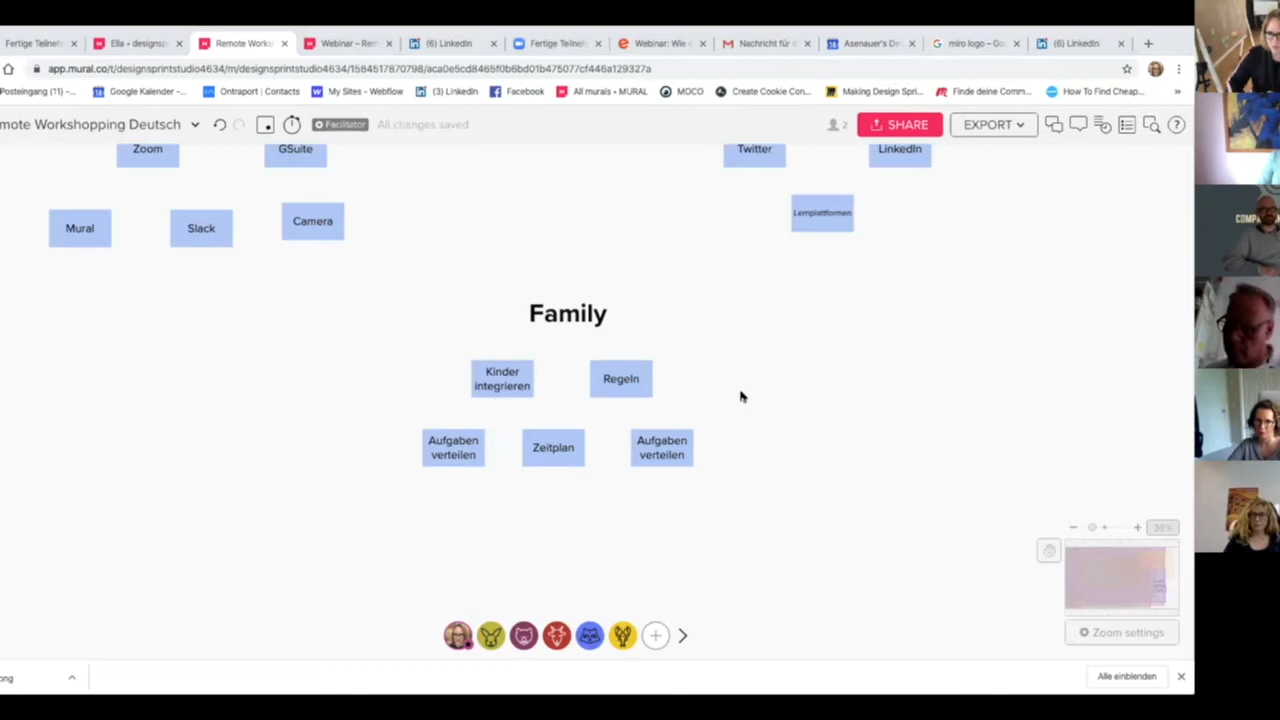 Fertige Teilneh
Ella • designsp
Remote Works
Webinar – Rem
(6) LinkedIn
Fertige Teilneh
Webinar: Wie
Nachricht für
Asenauer's De
miro logo – Go
(6) LinkedIn
app.mural.co/t/designsprintstudio4634/m/designsprintstudio4634/1584517870798/aca0e5cd8465f0b6bd01b475077cf446a129327a
Posteingang (11) –...
Google Kalender –...
Ontraport | Contacts
My Sites - Webflow
(3) LinkedIn
Facebook
All murals • MURAL
MOCO
Create Cookie Con...
Making Design Spri...
Finde deine Comm...
How To Find Cheap...
»
mote Workshopping Deutsch
Facilitator
All changes saved
2
SHARE
EXPORT
Zoom
GSuite
Twitter
LinkedIn
Mural
Slack
Camera
Lernplattformen
Family
Kinder
integrieren
Regeln
Aufgaben
verteilen
Zeitplan
Aufgaben
verteilen
Zoom settings
Alle einblenden